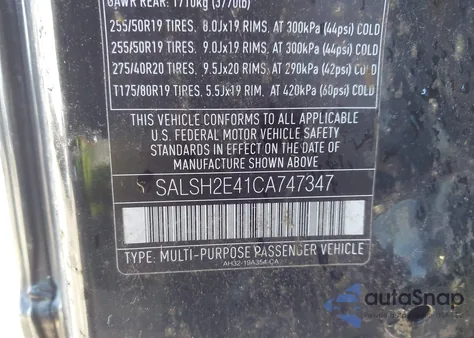 GAWR REAR: 1710kg (3770lb)
255/50R19 TIRES, 8.0Jx19 RIMS, AT 300kPa (44psi) COLD
255/50R19 TIRES, 9.0Jx19 RIMS, AT 300kPa (44psi) COLD
275/40R20 TIRES, 9.5Jx20 RIMS, AT 290kPa (42psi) COLD
T175/80R19 TIRES, 5.5Jx19 RIM, AT 420kPa (60psi) COLD
THIS VEHICLE CONFORMS TO ALL APPLICABLE
U.S. FEDERAL MOTOR VEHICLE SAFETY
STANDARDS IN EFFECT ON THE DATE OF
MANUFACTURE SHOWN ABOVE.
SALSH2E41CA747347
TYPE: MULTI-PURPOSE PASSENGER VEHICLE
AH32-19A354-CA
autoSnap